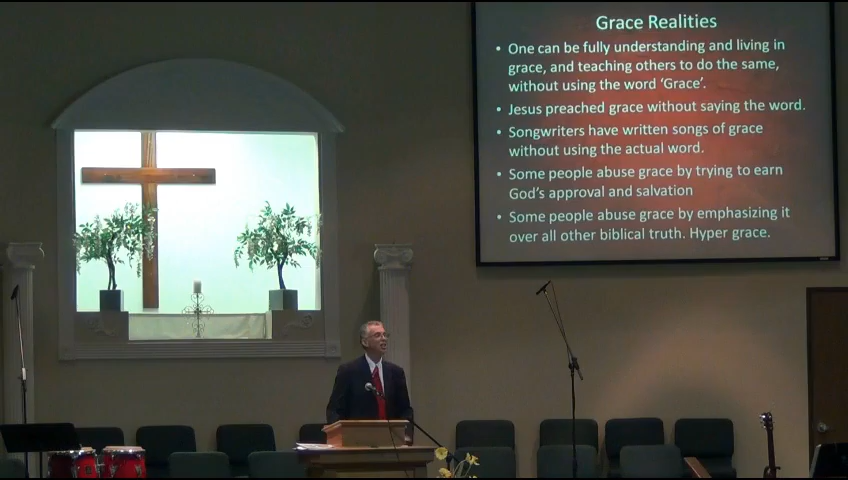 Grace Realities
• One can be fully understanding and living in
grace, and teaching others to do the same,
without using the word ‘Grace’.
• Jesus preached grace without saying the word.
• Songwriters have written songs of grace
without using the actual word.
• Some people abuse grace by trying to earn
God’s approval and salvation
• Some people abuse grace by emphasizing it
over all other biblical truth. Hyper grace.